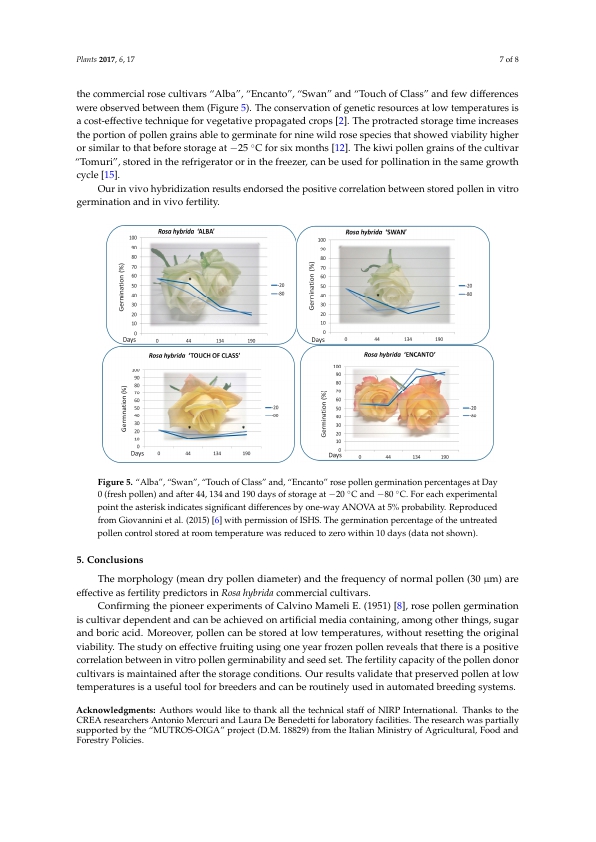 Plants 2017, 6, 17
7 of 8
the commercial rose cultivars “Alba”, “Encanto”, “Swan” and “Touch of Class” and few differences
were observed between them (Figure 5). The conservation of genetic resources at low temperatures is
a cost-effective technique for vegetative propagated crops [2]. The protracted storage time increases
the portion of pollen grains able to germinate for nine wild rose species that showed viability higher
or similar to that before storage at −25 °C for six months [12]. The kiwi pollen grains of the cultivar
“Tomuri”, stored in the refrigerator or in the freezer, can be used for pollination in the same growth
cycle [15].
Our in vivo hybridization results endorsed the positive correlation between stored pollen in vitro
germination and in vivo fertility.
Rosa hybrida ‘ALBA’
Germination (%)
100
90
80
70
60
50
40
30
20
10
0
Days
0 44 134 190
-20
-80
Rosa hybrida ‘SWAN’
Germination (%)
100
90
80
70
60
50
40
30
20
10
0
Days
0 44 134 190
-20
-80
Rosa hybrida ‘TOUCH OF CLASS’
Germination (%)
90
80
70
60
50
40
30
20
10
0
Days
0 44 134 190
-20
Rosa hybrida ‘ENCANTO’
Germination (%)
100
90
80
70
60
50
40
30
20
10
0
Days
0 44 134 190
-20
Figure 5. “Alba”, “Swan”, “Touch of Class” and, “Encanto” rose pollen germination percentages at Day
0 (fresh pollen) and after 44, 134 and 190 days of storage at −20 °C and −80 °C. For each experimental
point the asterisk indicates significant differences by one-way ANOVA at 5% probability. Reproduced
from Giovannini et al. (2015) [6] with permission of ISHS. The germination percentage of the untreated
pollen control stored at room temperature was reduced to zero within 10 days (data not shown).
5. Conclusions
The morphology (mean dry pollen diameter) and the frequency of normal pollen (30 µm) are
effective as fertility predictors in Rosa hybrida commercial cultivars.
Confirming the pioneer experiments of Calvino Mameli E. (1951) [8], rose pollen germination
is cultivar dependent and can be achieved on artificial media containing, among other things, sugar
and boric acid. Moreover, pollen can be stored at low temperatures, without resetting the original
viability. The study on effective fruiting using one year frozen pollen reveals that there is a positive
correlation between in vitro pollen germinability and seed set. The fertility capacity of the pollen donor
cultivars is maintained after the storage conditions. Our results validate that preserved pollen at low
temperatures is a useful tool for breeders and can be routinely used in automated breeding systems.
Acknowledgments: Authors would like to thank all the technical staff of NIRP International. Thanks to the
CREA researchers Antonio Mercuri and Laura De Benedetti for laboratory facilities. The research was partially
supported by the “MUTROS-OIGA” project (D.M. 18829) from the Italian Ministry of Agricultural, Food and
Forestry Policies.